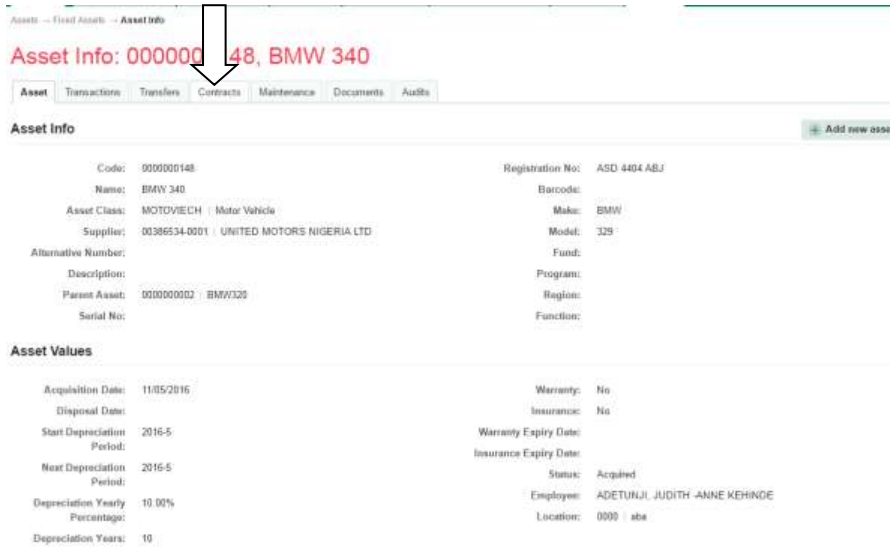 Assets → Fixed Assets → Asset Info
Asset Info: 000000 48, BMW 340
Asset Transactions Transfers Contracts Maintenance Documents Audits
Asset Info
Add new asse
Code: 0000000148
Registration No: ASD 4404 ABJ
Name: BMW 340
Barcode:
Asset Class: MOTOVIECH | Motor Vehicle
Make: BMW
Supplier: 00386534-0001 | UNITED MOTORS NIGERIA LTD
Model: 329
Alternative Number:
Fund:
Description:
Program:
Parent Asset: 0000000002 | BMW320
Region:
Serial No:
Function:
Asset Values
Acquisition Date: 11/05/2016
Warranty: No
Disposal Date:
Insurance: No
Start Depreciation Period: 2016-5
Warranty Expiry Date:
Insurance Expiry Date:
Next Depreciation Period: 2016-5
Status: Acquired
Depreciation Yearly Percentage: 10.00%
Employee: ADETUNJI, JUDITH -ANNE KEHINDE
Location: 0000 | aba
Depreciation Years: 10